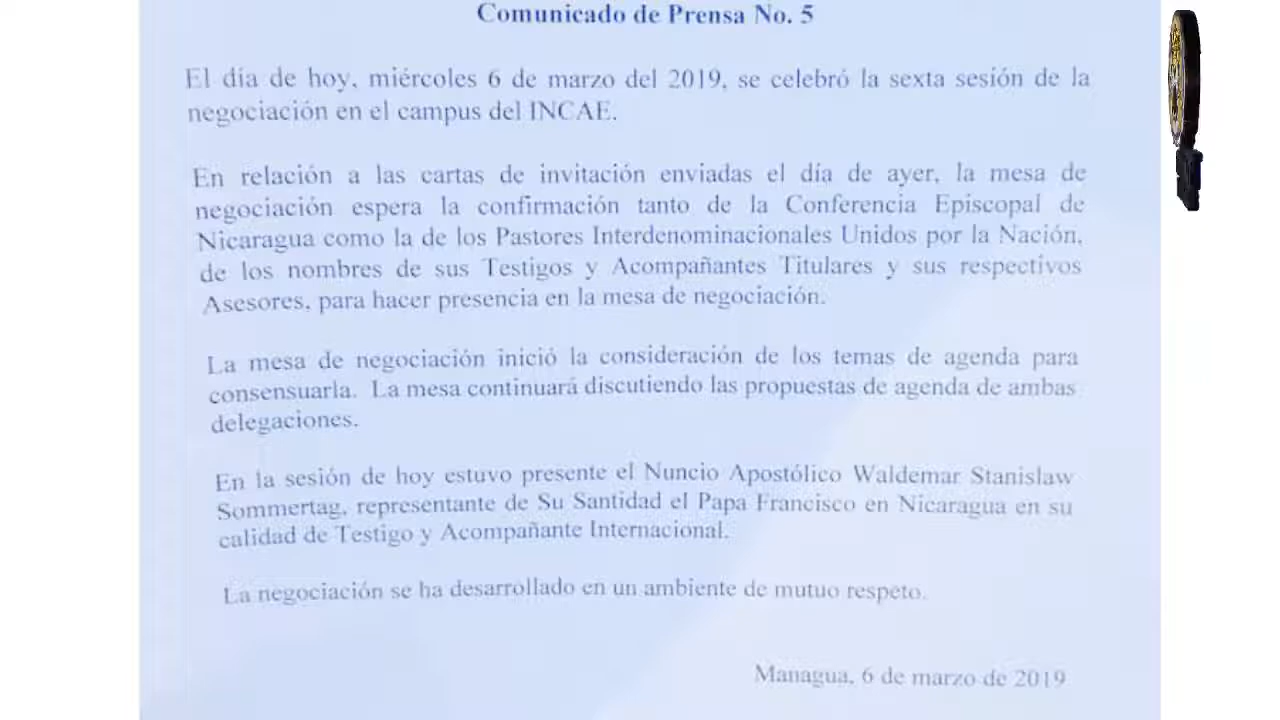 Comunicado de Prensa No. 5
El día de hoy, miércoles 6 de marzo del 2019, se celebró la sexta sesión de la
negociación en el campus del INCAE.
En relación a las cartas de invitación enviadas el día de ayer, la mesa de
negociación espera la confirmación tanto de la Conferencia Episcopal de
Nicaragua como la de los Pastores Interdenominacionales Unidos por la Nación,
de los nombres de sus Testigos y Acompañantes Titulares y sus respectivos
Asesores, para hacer presencia en la mesa de negociación.
La mesa de negociación inició la consideración de los temas de agenda para
consensuarla. La mesa continuará discutiendo las propuestas de agenda de ambas
delegaciones.
En la sesión de hoy estuvo presente el Nuncio Apostólico Waldemar Stanislaw
Sommertag, representante de Su Santidad el Papa Francisco en Nicaragua en su
calidad de Testigo y Acompañante Internacional.
La negociación se ha desarrollado en un ambiente de mutuo respeto.
Managua, 6 de marzo de 2019